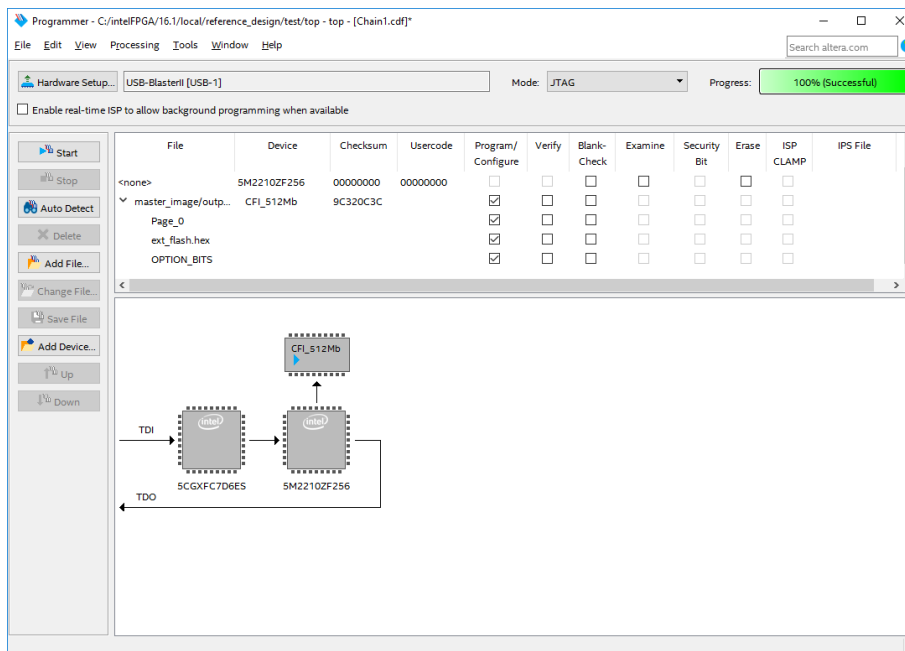 Programmer - C:/intelFPGA/16.1/local/reference_design/test/top - top - [Chain1.cdf]*
File Edit View Processing Tools Window Help
Search altera.com
Hardware Setup... USB-BlasterII [USB-1] Mode: JTAG Progress: 100% (Successful)
Enable real-time ISP to allow background programming when available
Start
Stop
Auto Detect
Delete
Add File...
Change File...
Save File
Add Device...
Up
Down
File Device Checksum Usercode Program/ Verify Blank- Examine Security Erase ISP IPS File
Configure Check Bit CLAMP
<none> 5M2210ZF256 00000000 00000000
master_image/outp... CFI_512Mb 9C320C3C
Page_0
ext_flash.hex
OPTION_BITS
CFI_512Mb
intel intel
TDI
5CGXFC7D6ES 5M2210ZF256
TDO